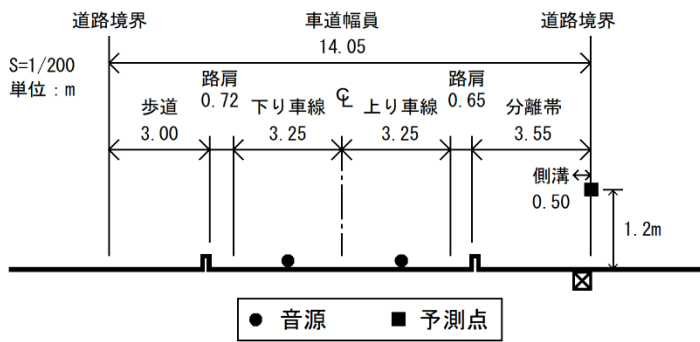 道路境界 車道幅員 道路境界
14.05
S=1/200
単位：m
路肩 路肩
歩道 0.72 下り車線 ℄ 上り車線 0.65 分離帯
3.00 3.25 3.25 3.55
側溝
0.50
1.2m
音源 予測点